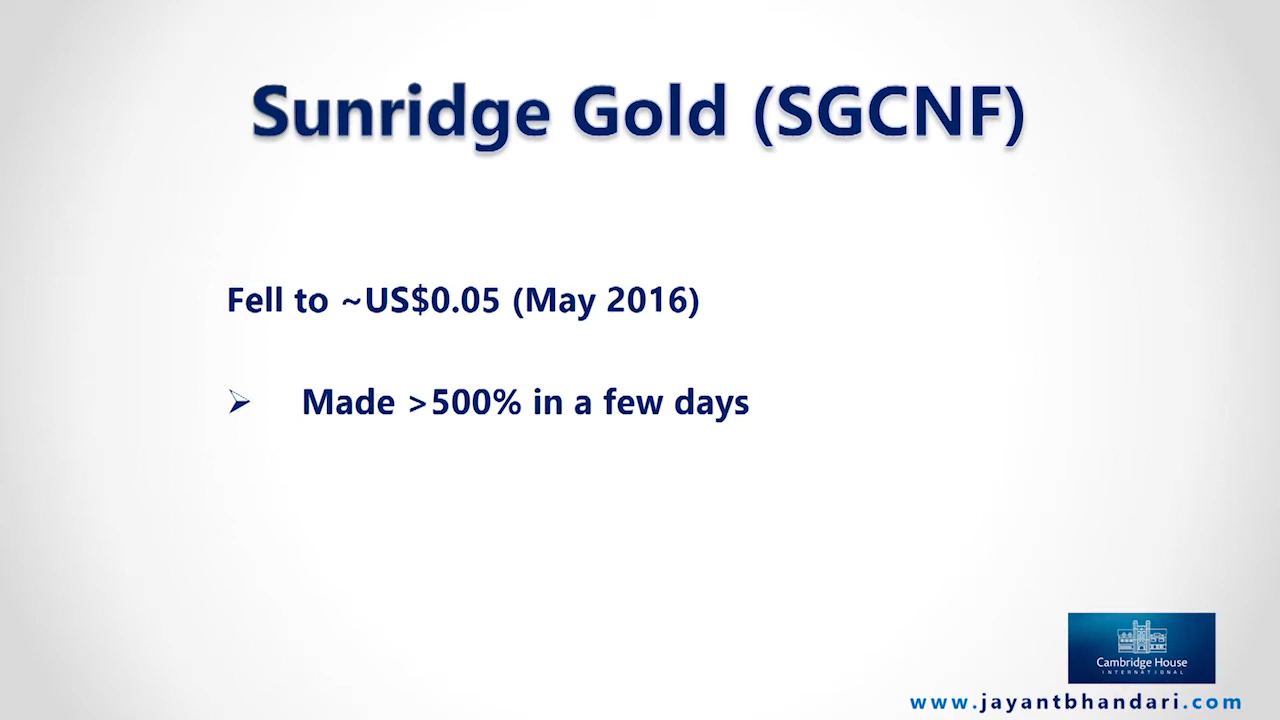 Sunridge Gold (SGCNF)
Fell to ~US$0.05 (May 2016)
➢ Made >500% in a few days
Cambridge House
INTERNATIONAL
www.jayantbhandari.com